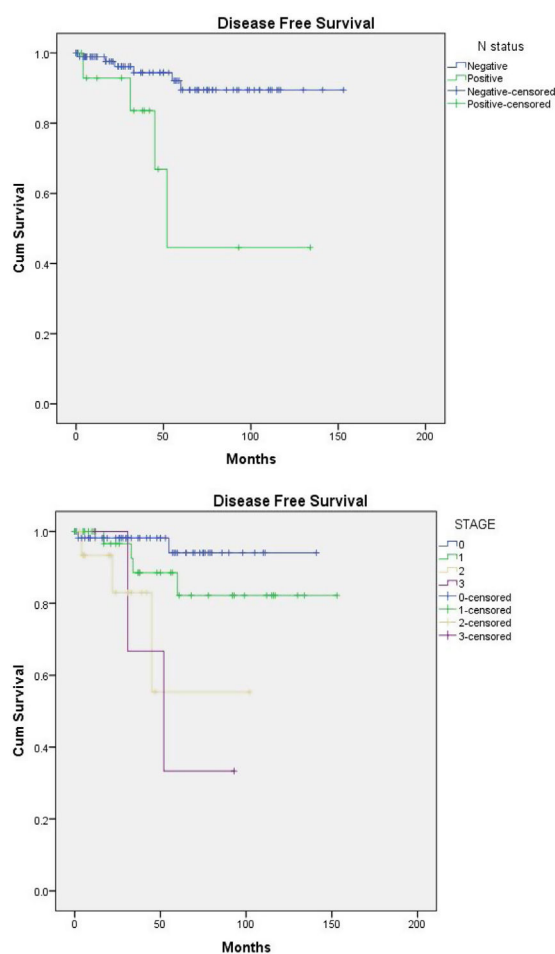 Disease Free Survival
N status
Negative
Positive
Negative-censored
Positive-censored
Cum Survival
1.0
0.8
0.6
0.4
0.2
0.0
0 50 100 150 200
Months
Disease Free Survival
STAGE
0
1
2
3
0-censored
1-censored
2-censored
3-censored
Cum Survival
1.0
0.8
0.6
0.4
0.2
0.0
0 50 100 150 200
Months